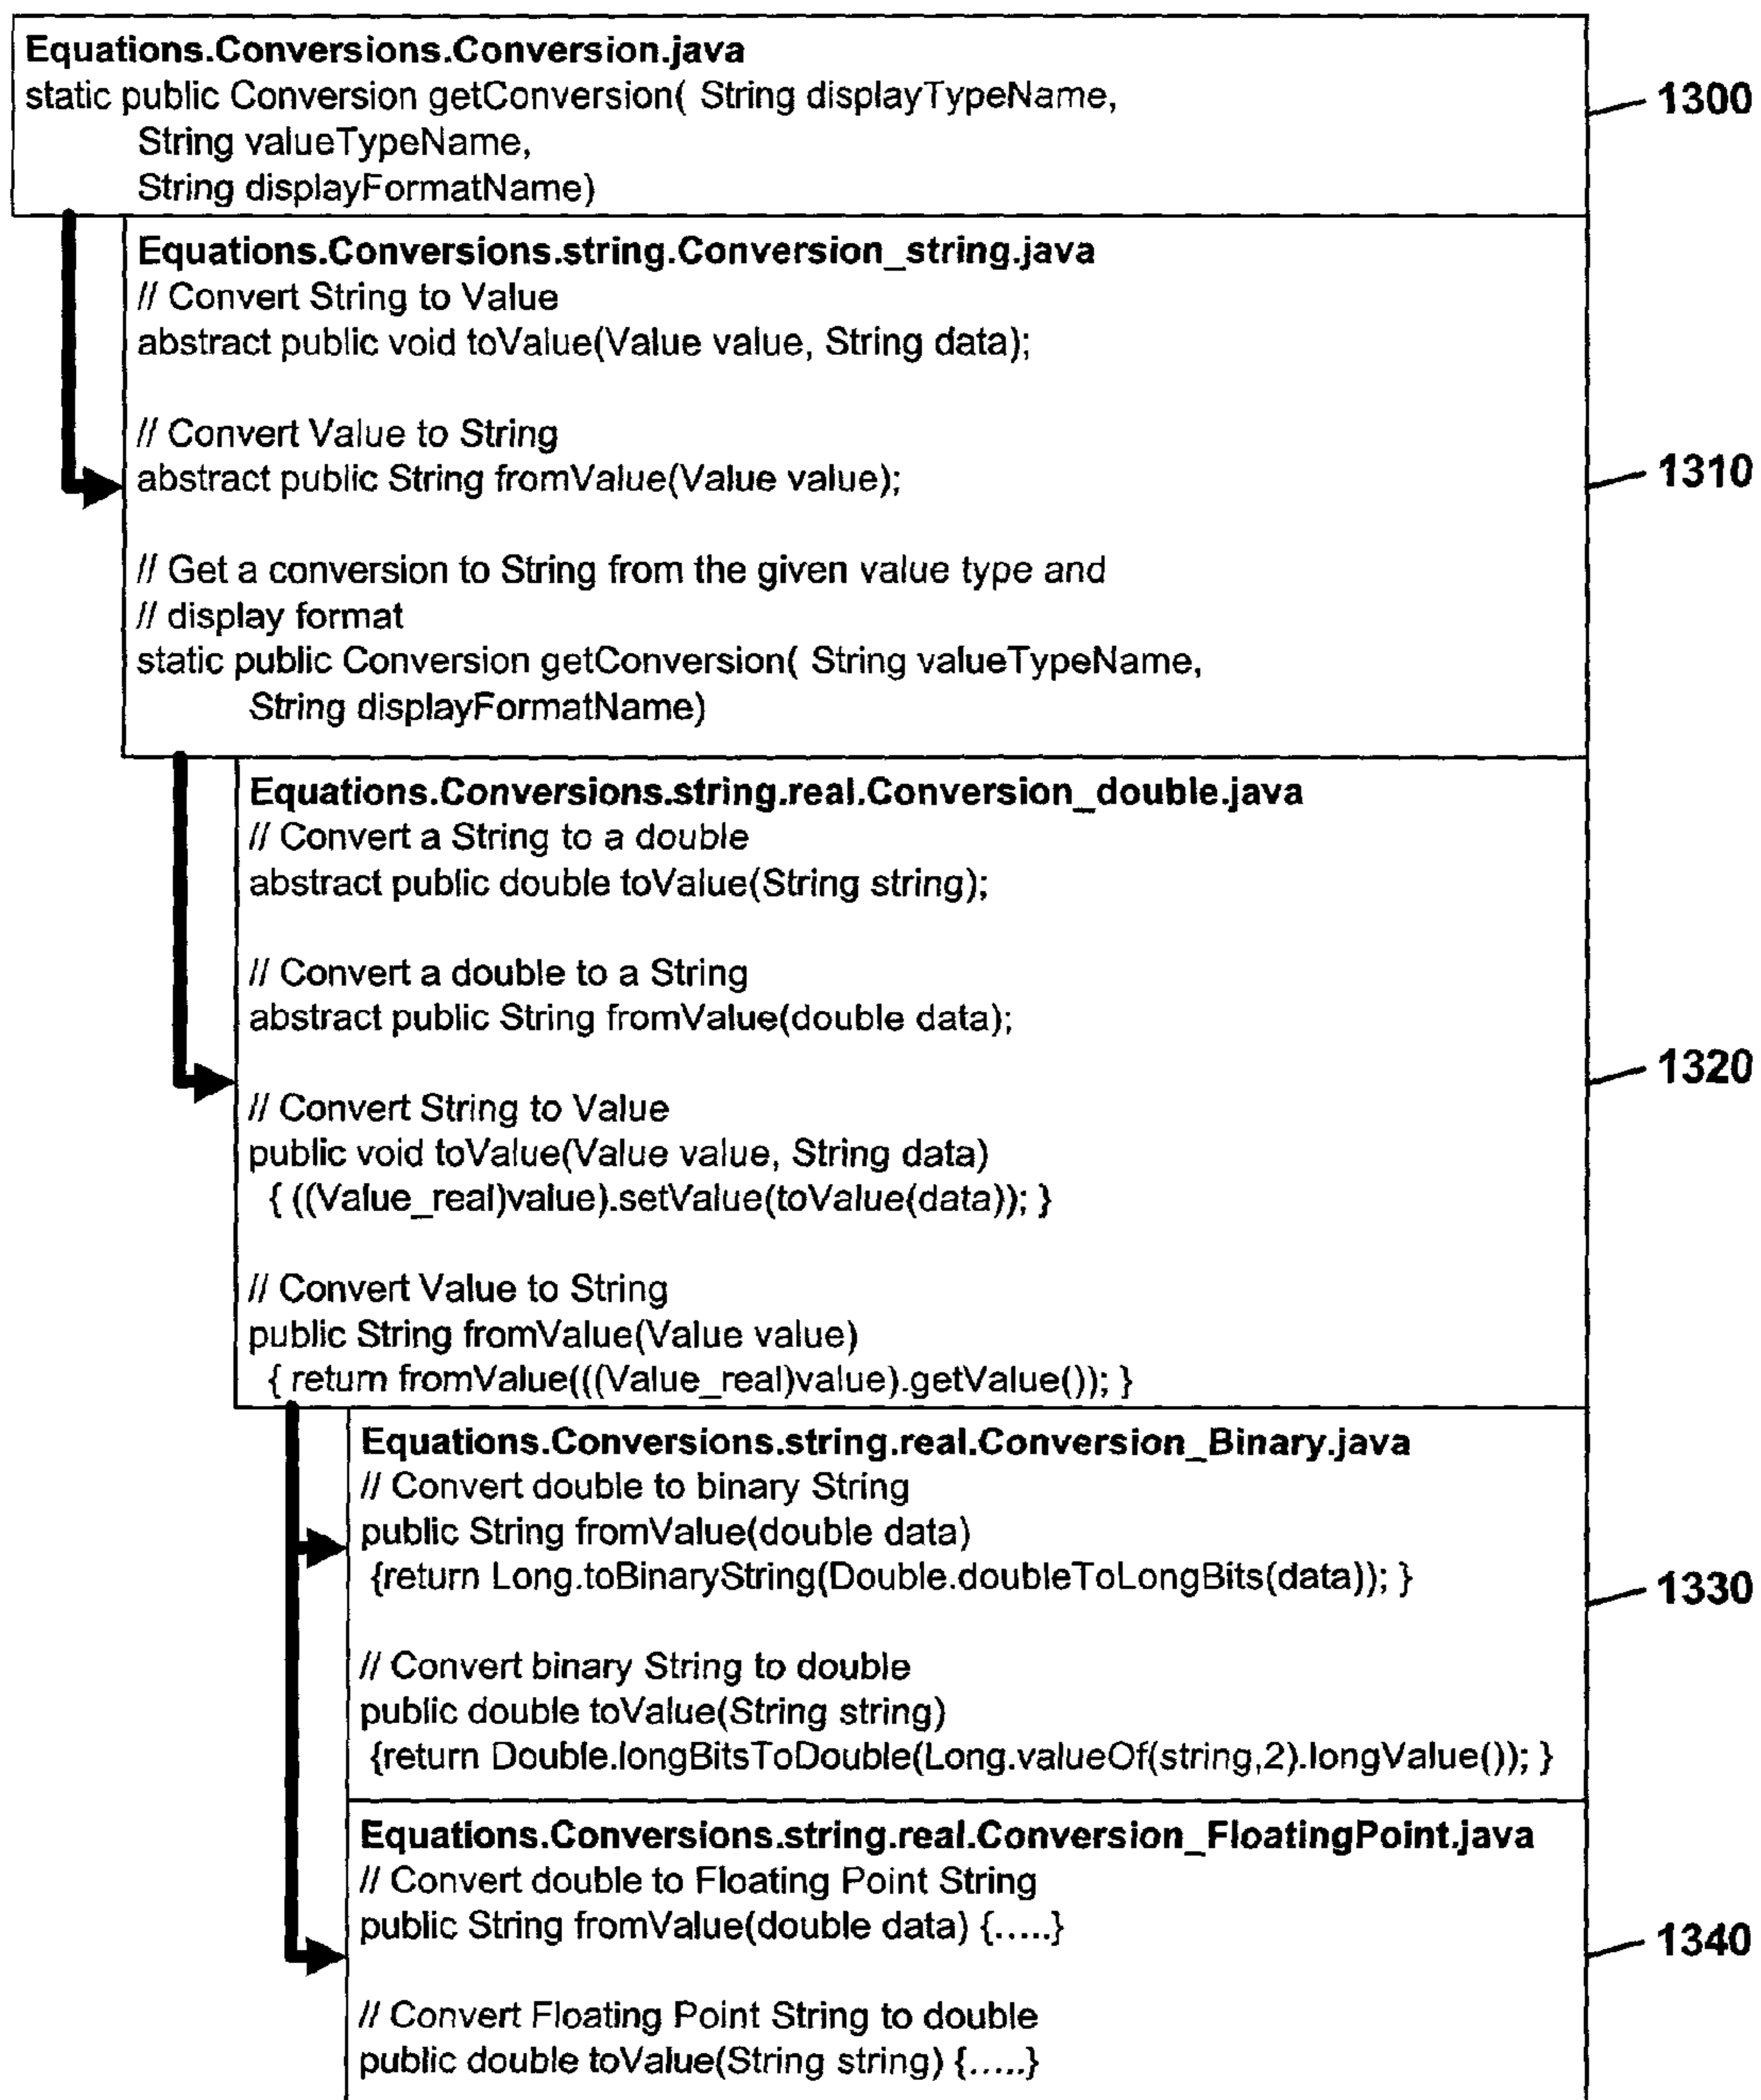 Equations.Conversions.Conversion.java
static public Conversion getConversion( String displayTypeName,
String valueTypeName,
String displayFormatName)
1300
Equations.Conversions.string.Conversion_string.java
// Convert String to Value
abstract public void toValue(Value value, String data);
// Convert Value to String
abstract public String fromValue(Value value);
1310
// Get a conversion to String from the given value type and
// display format
static public Conversion getConversion( String valueTypeName,
String displayFormatName)
Equations.Conversions.string.real.Conversion_double.java
// Convert a String to a double
abstract public double toValue(String string);
// Convert a double to a String
abstract public String fromValue(double data);
1320
// Convert String to Value
public void toValue(Value value, String data)
{ ((Value_real)value).setValue(toValue(data)); }
// Convert Value to String
public String fromValue(Value value)
{ return fromValue(((Value_real)value).getValue()); }
Equations.Conversions.string.real.Conversion_Binary.java
// Convert double to binary String
public String fromValue(double data)
{return Long.toBinaryString(Double.doubleToLongBits(data)); }
1330
// Convert binary String to double
public double toValue(String string)
{return Double.longBitsToDouble(Long.valueOf(string,2).longValue()); }
Equations.Conversions.string.real.Conversion_FloatingPoint.java
// Convert double to Floating Point String
public String fromValue(double data) {.....}
1340
// Convert Floating Point String to double
public double toValue(String string) {.....}